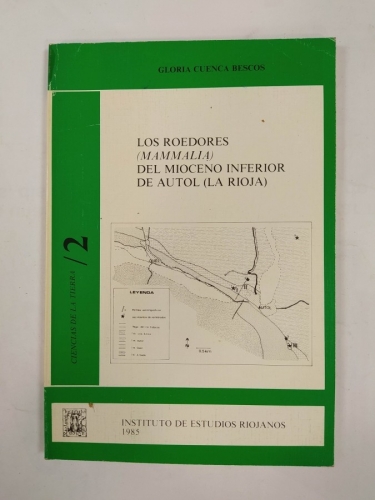 GLORIA CUENCA BESCOS
LOS ROEDORES
(MAMMALIA)
DEL MIOCENO INFERIOR
DE AUTOL (LA RIOJA)
CIENCIAS DE LA TIERRA /2
LEYENDA
AUTOL
INSTITUTO DE ESTUDIOS RIOJANOS
1985